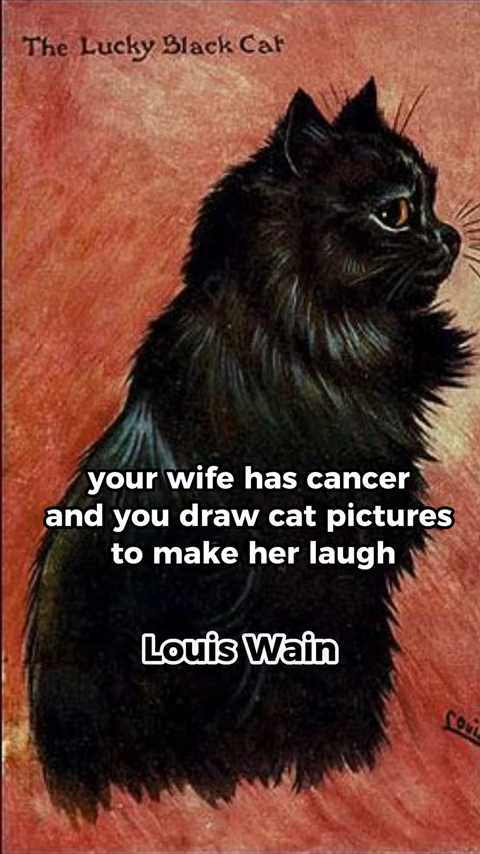 The Lucky Black Cat
your wife has cancer
and you draw cat pictures
to make her laugh
Louis Wain